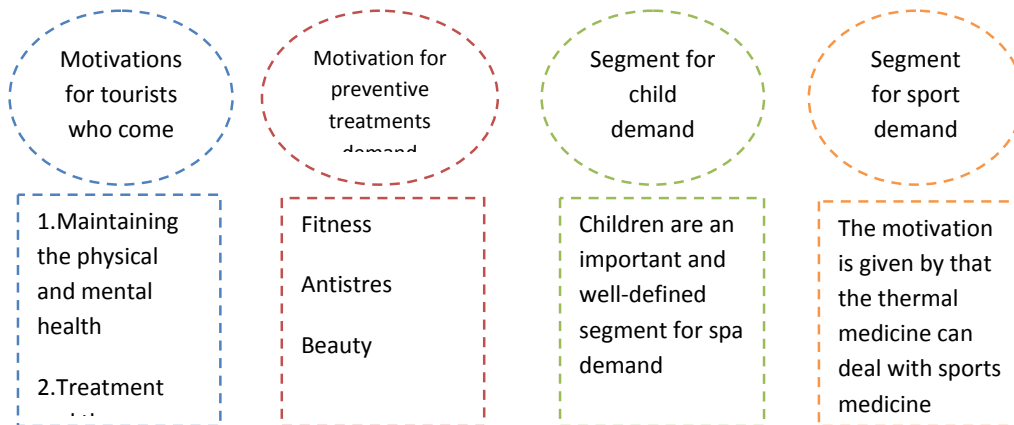 Motivations
for tourists
who come
Motivation for
preventive
treatments
demand
Segment for
child
demand
Segment
for sport
demand
1.Maintaining
the physical
and mental
health
2.Treatment
Fitness
Antistres
Beauty
Children are an
important and
well-defined
segment for spa
demand
The motivation
is given by that
the thermal
medicine can
deal with sports
medicine